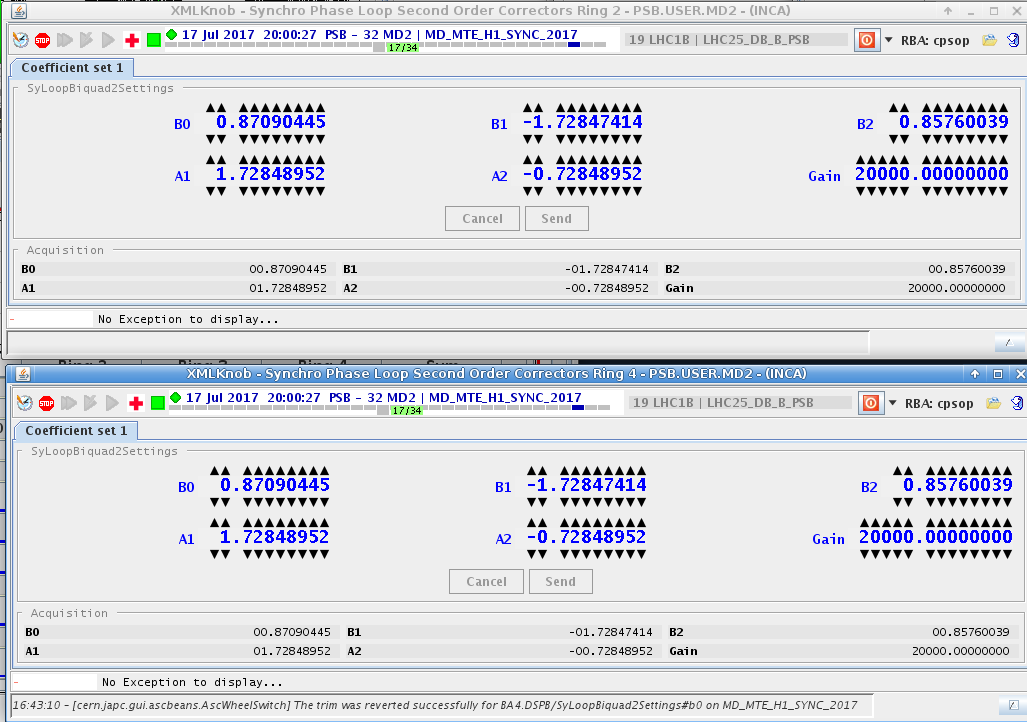 XMLKnob - Synchro Phase Loop Second Order Correctors Ring 2 - PSB.USER.MD2 - (INCA)
STOP 17 Jul 2017 20:00:27 PSB - 32 MD2 | MD_MTE_H1_SYNC_2017 19 LHC1B | LHC25_DB_B_PSB RBA: cpsop
17/34
Coefficient set 1
SyLoopBiquad2Settings
B0 0.87090445 B1 -1.72847414 B2 0.85760039
A1 1.72848952 A2 -0.72848952 Gain 20000.00000000
Cancel Send
Acquisition
B0 00.87090445 B1 -01.72847414 B2 00.85760039
A1 01.72848952 A2 -00.72848952 Gain 20000.00000000
- No Exception to display...
XMLKnob - Synchro Phase Loop Second Order Correctors Ring 4 - PSB.USER.MD2 - (INCA)
STOP 17 Jul 2017 20:00:27 PSB - 32 MD2 | MD_MTE_H1_SYNC_2017 19 LHC1B | LHC25_DB_B_PSB RBA: cpsop
17/34
Coefficient set 1
SyLoopBiquad2Settings
B0 0.87090445 B1 -1.72847414 B2 0.85760039
A1 1.72848952 A2 -0.72848952 Gain 20000.00000000
Cancel Send
Acquisition
B0 00.87090445 B1 -01.72847414 B2 00.85760039
A1 01.72848952 A2 -00.72848952 Gain 20000.00000000
- No Exception to display...
16:43:10 - [cern.japc.gui.ascbeans.AscWheelSwitch] The trim was reverted successfully for BA4.DSPB/SyLoopBiquad2Settings#b0 on MD_MTE_H1_SYNC_2017